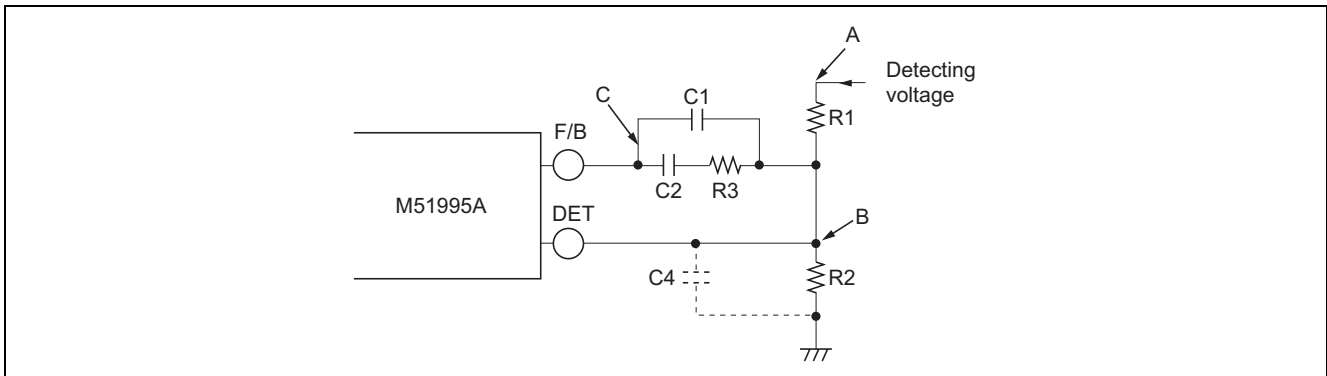 A
Detecting
voltage
C
C1
R1
F/B
C2
R3
M51995A
DET
B
C4
R2